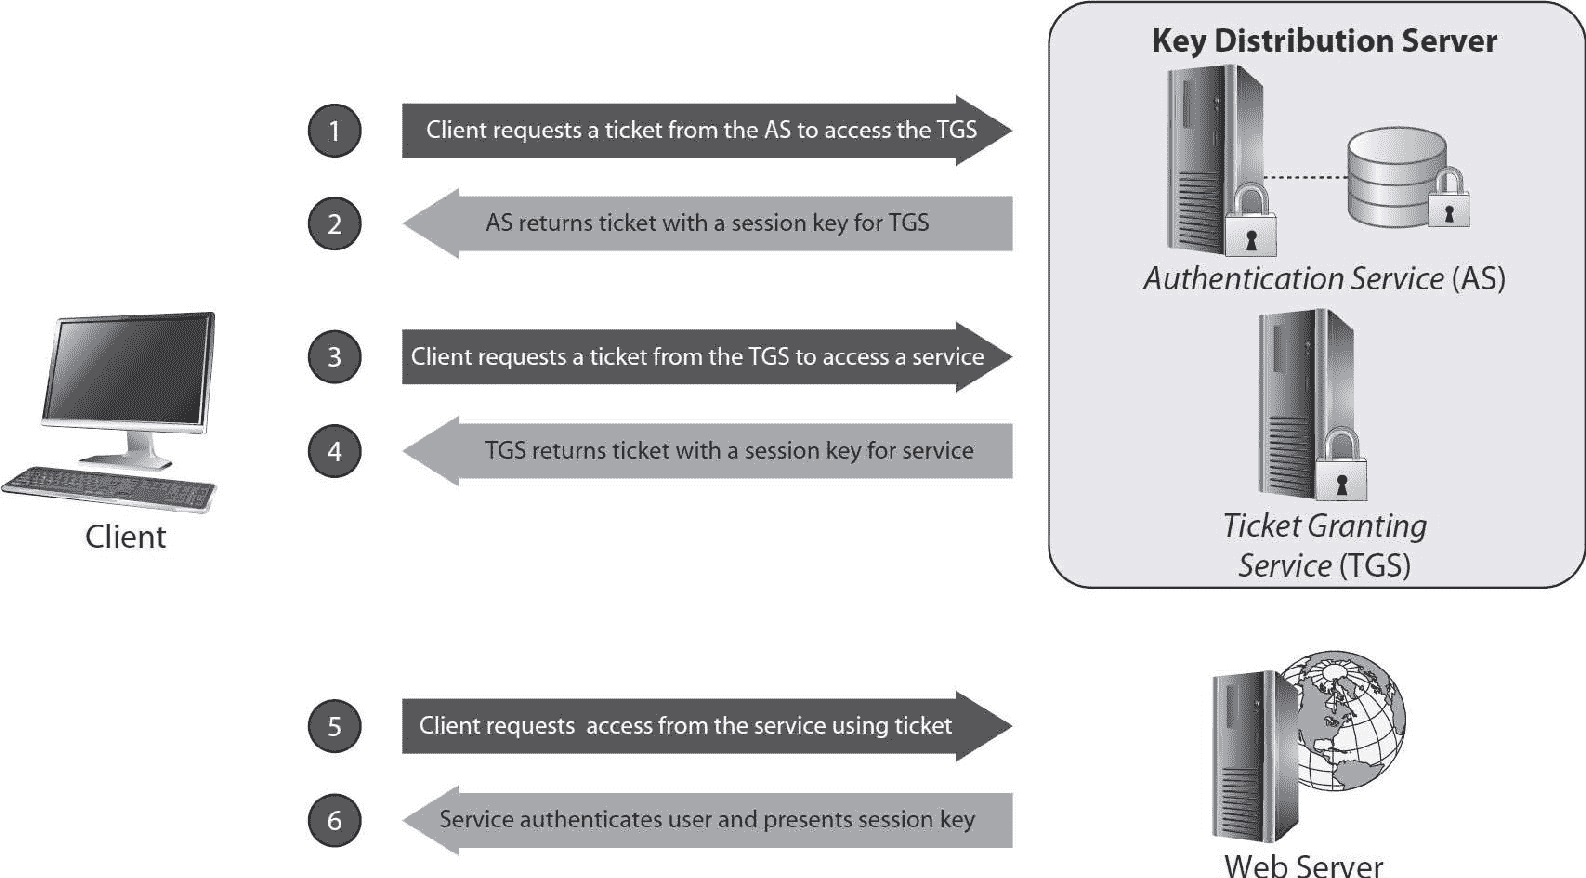 Key Distribution Server
1
Client requests a ticket from the AS to access the TGS
2
AS returns ticket with a session key for TGS
Authentication Service (AS)
3
Client requests a ticket from the TGS to access a service
4
TGS returns ticket with a session key for service
Client
Ticket Granting
Service (TGS)
5
Client requests access from the service using ticket
6
Service authenticates user and presents session key
Web Server